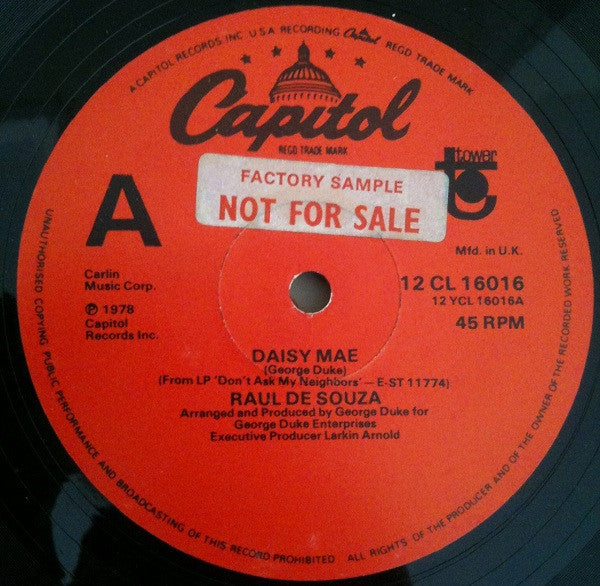 A CAPITOL RECORDS INC. U.S.A. RECORDING Capitol REGD TRADE MARK
Capitol
REGD TRADE MARK
tower
FACTORY SAMPLE
NOT FOR SALE
A
Mfd. in U.K.
Carlin
Music Corp.
℗ 1978
Capitol
Records Inc.
12 CL 16016
12 YCL 16016A
45 RPM
DAISY MAE
(George Duke)
(From LP 'Don't Ask My Neighbors' – E-ST 11774)
RAUL DE SOUZA
Arranged and Produced by George Duke for
George Duke Enterprises
Executive Producer Larkin Arnold
UNAUTHORISED COPYING PUBLIC PERFORMANCE AND BROADCASTING OF THIS RECORD PROHIBITED. ALL RIGHTS OF THE PRODUCER AND OF THE OWNER OF THE RECORDED WORK RESERVED